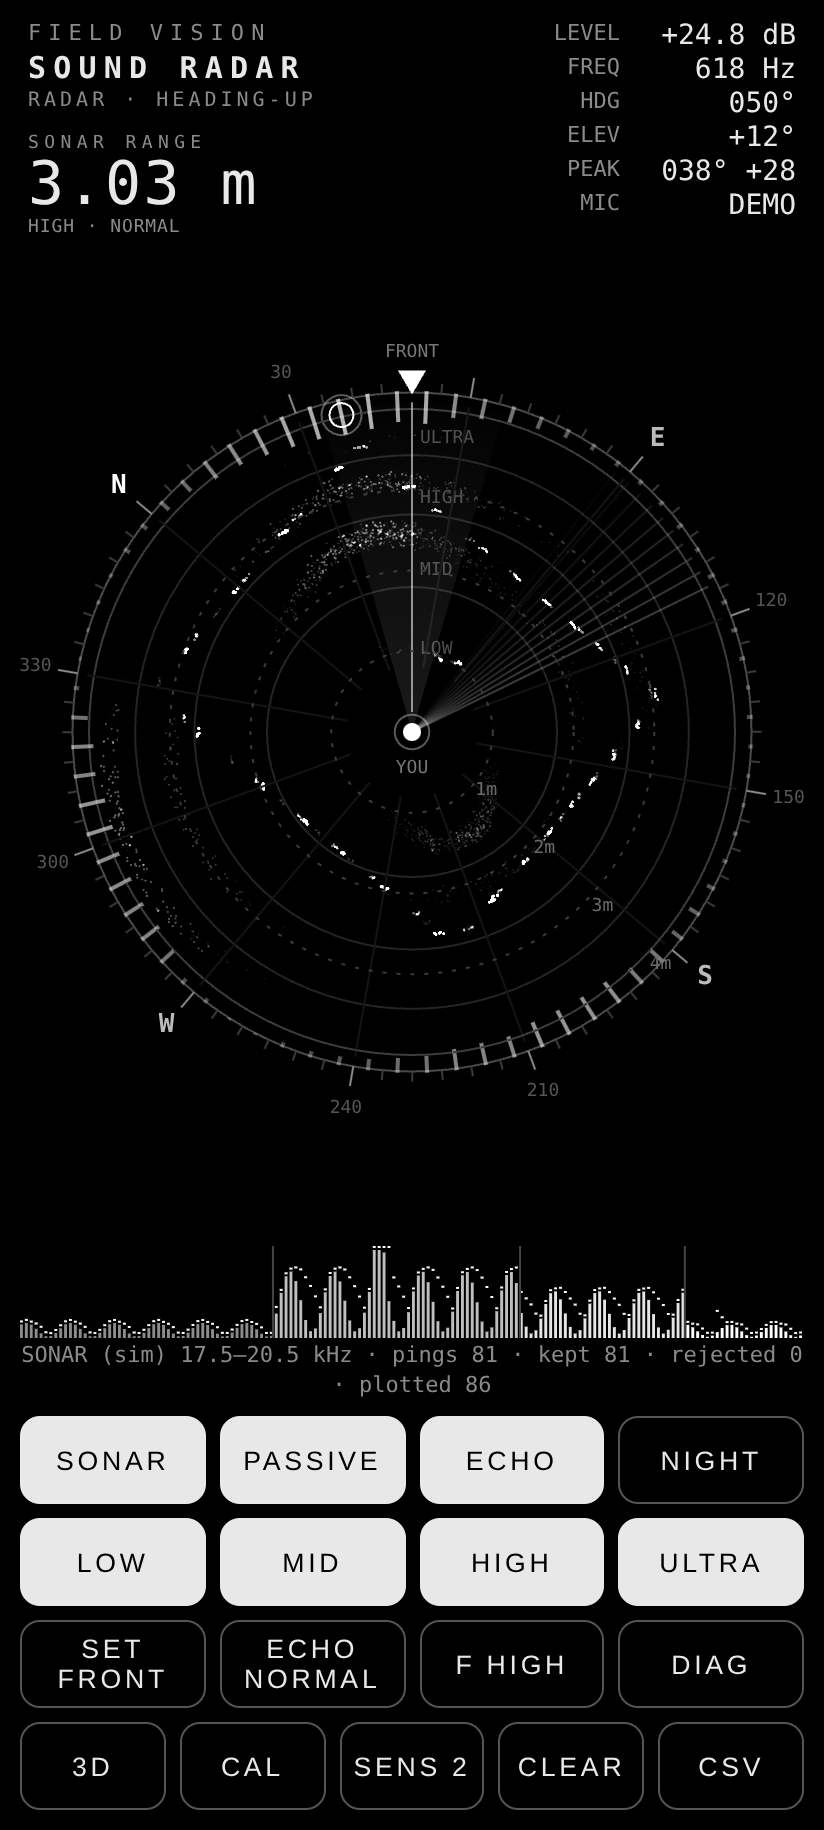 FIELD VISION
SOUND RADAR
RADAR · HEADING-UP
SONAR RANGE
3.03 m
HIGH · NORMAL
LEVEL +24.8 dB
FREQ 618 Hz
HDG 050°
ELEV +12°
PEAK 038° +28
MIC DEMO
FRONT
30
ULTRA
E
N
HIGH
MID
120
LOW
330
YOU
1m
150
2m
300
3m
4m
S
W
210
240
SONAR (sim) 17.5–20.5 kHz · pings 81 · kept 81 · rejected 0
· plotted 86
SONAR PASSIVE ECHO NIGHT
LOW MID HIGH ULTRA
SET FRONT
ECHO NORMAL
F HIGH
DIAG
3D CAL SENS 2 CLEAR CSV